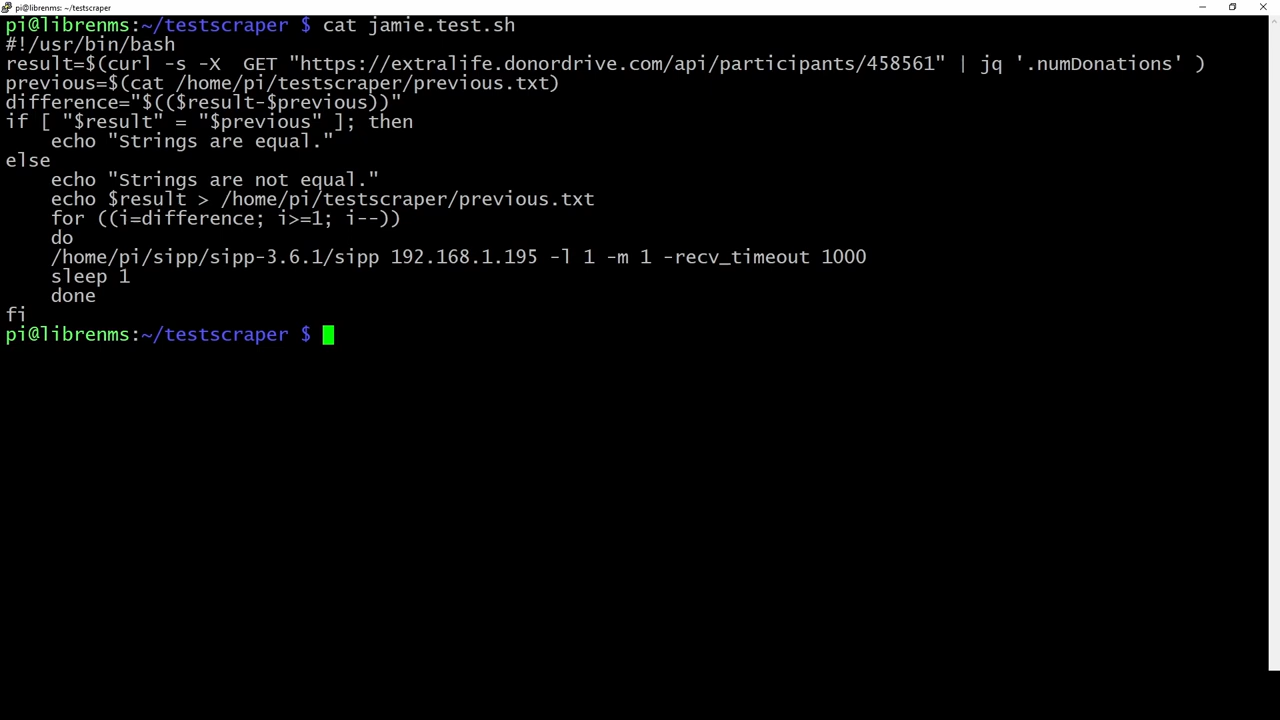 pi@librenms: ~/testscraper
pi@librenms:~/testscraper $ cat jamie.test.sh
#!/usr/bin/bash
result=$(curl -s -X  GET "https://extralife.donordrive.com/api/participants/458561" | jq '.numDonations' )
previous=$(cat /home/pi/testscraper/previous.txt)
difference="$(($result-$previous))"
if [ "$result" = "$previous" ]; then
    echo "Strings are equal."
else
    echo "Strings are not equal."
    echo $result > /home/pi/testscraper/previous.txt
    for ((i=difference; i>=1; i--))
    do
    /home/pi/sipp/sipp-3.6.1/sipp 192.168.1.195 -l 1 -m 1 -recv_timeout 1000
    sleep 1
    done
fi
pi@librenms:~/testscraper $